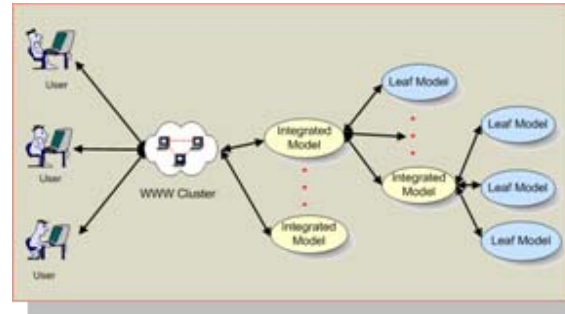 User
User
User
WWW Cluster
Integrated
Model
Integrated
Model
Leaf Model
Integrated
Model
Leaf Model
Leaf Model
Leaf Model